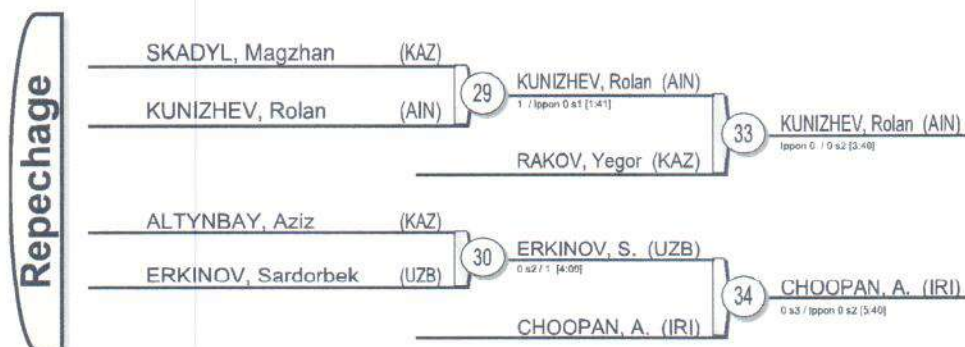 Repechage
SKADYL, Magzhan (KAZ)
KUNIZHEV, Rolan (AIN)
29
KUNIZHEV, Rolan (AIN)
1 / Ippon 0 s1 [1:41]
RAKOV, Yegor (KAZ)
33
KUNIZHEV, Rolan (AIN)
Ippon 0 / 0 s2 [3:48]
ALTYNBAY, Aziz (KAZ)
ERKINOV, Sardorbek (UZB)
30
ERKINOV, S. (UZB)
0 s2 / 1 [4:00]
CHOOPAN, A. (IRI)
34
CHOOPAN, A. (IRI)
0 s3 / Ippon 0 s2 [5:40]